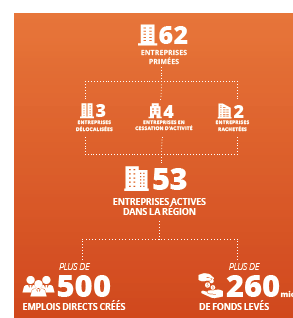 62
ENTREPRISES
PRIMÉES
3
ENTREPRISES
DÉLOCALISÉES
4
ENTREPRISES EN
CESSATION D'ACTIVITÉ
2
ENTREPRISES
RACHETÉES
53
ENTREPRISES ACTIVES
DANS LA RÉGION
PLUS DE
500
EMPLOIS DIRECTS CRÉÉS
PLUS DE
260
DE FONDS LEVÉS